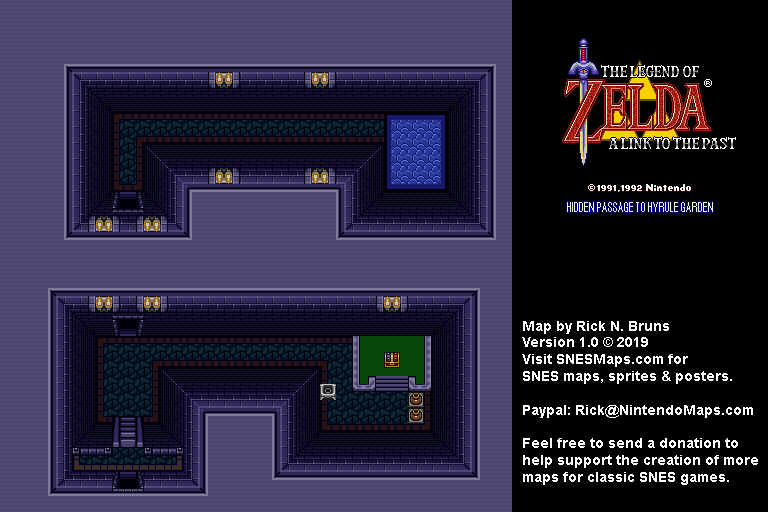 THE LEGEND OF
ZELDA®
A LINK TO THE PAST
©1991,1992 Nintendo
HIDDEN PASSAGE TO HYRULE GARDEN
Map by Rick N. Bruns
Version 1.0 © 2019
Visit SNESMaps.com for
SNES maps, sprites & posters.
Paypal: Rick@NintendoMaps.com
Feel free to send a donation to
help support the creation of more
maps for classic SNES games.